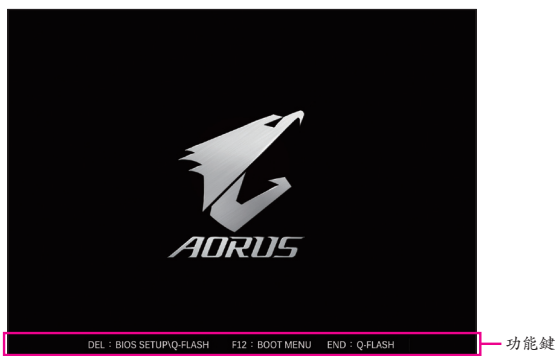 AORUS
DEL : BIOS SETUP\Q-FLASH F12 : BOOT MENU END : Q-FLASH
功能鍵